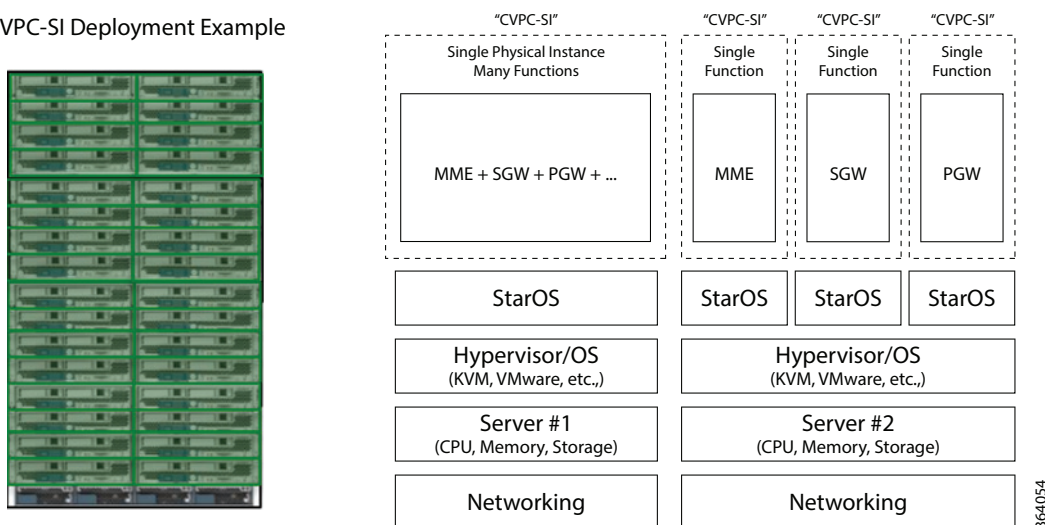 VPC-SI Deployment Example
“CVPC-SI”
Single Physical Instance
Many Functions
MME + SGW + PGW + ...
StarOS
Hypervisor/OS
(KVM, VMware, etc.,)
Server #1
(CPU, Memory, Storage)
Networking
“CVPC-SI”
Single
Function
MME
StarOS
“CVPC-SI”
Single
Function
SGW
StarOS
“CVPC-SI”
Single
Function
PGW
StarOS
Hypervisor/OS
(KVM, VMware, etc.,)
Server #2
(CPU, Memory, Storage)
Networking
364054